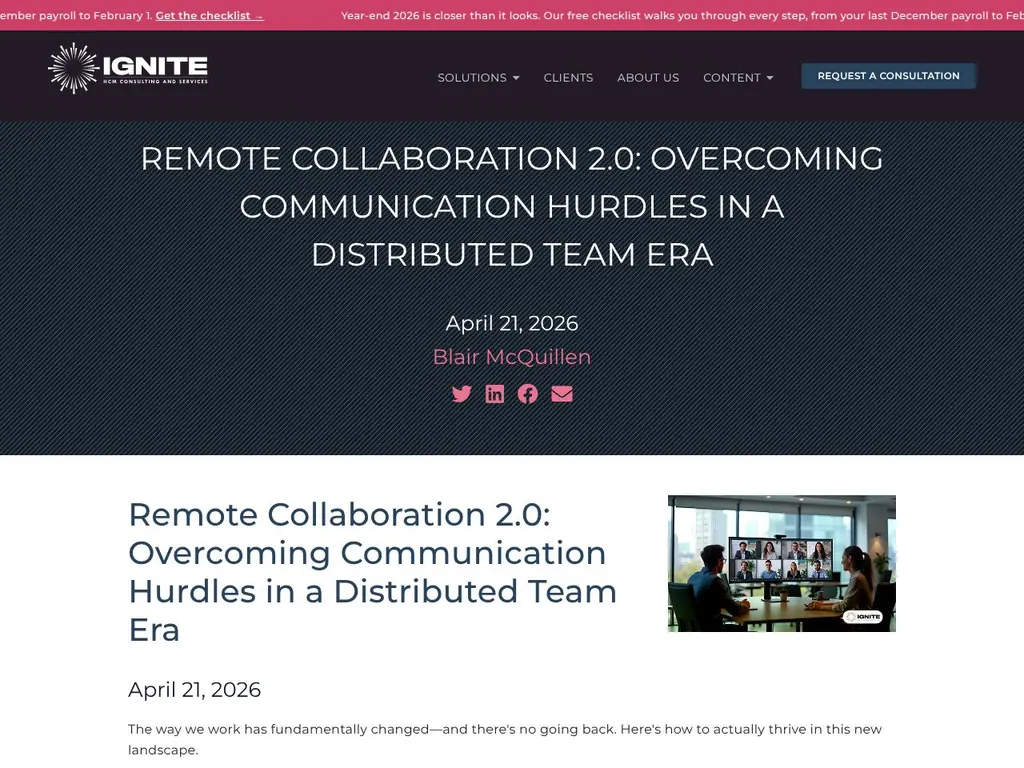 ember payroll to February 1. Get the checklist → Year-end 2026 is closer than it looks. Our free checklist walks you through every step, from your last December payroll to Feb
IGNITE
HCM CONSULTING AND SERVICES
SOLUTIONS CLIENTS ABOUT US CONTENT REQUEST A CONSULTATION
REMOTE COLLABORATION 2.0: OVERCOMING
COMMUNICATION HURDLES IN A
DISTRIBUTED TEAM ERA
April 21, 2026
Blair McQuillen
Remote Collaboration 2.0:
Overcoming Communication
Hurdles in a Distributed Team
Era
IGNITE
April 21, 2026
The way we work has fundamentally changed—and there's no going back. Here's how to actually thrive in this new
landscape.